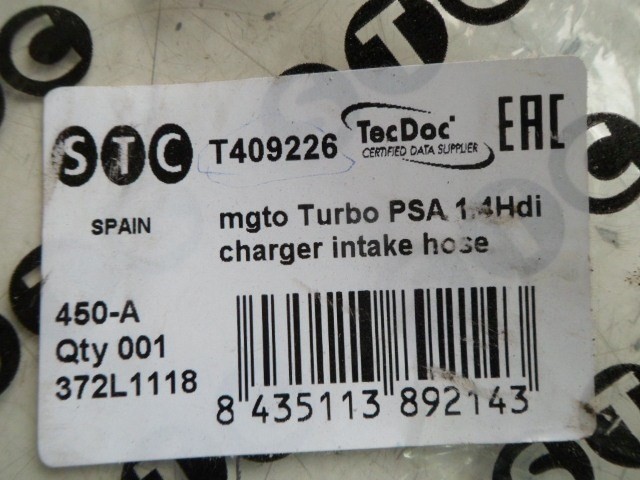 STC T409226 TecDoc EAC
CERTIFIED DATA SUPPLIER
SPAIN
mgto Turbo PSA 1.4Hdi
charger intake hose
450-A
Qty 001
372L1118
8 435113 892143